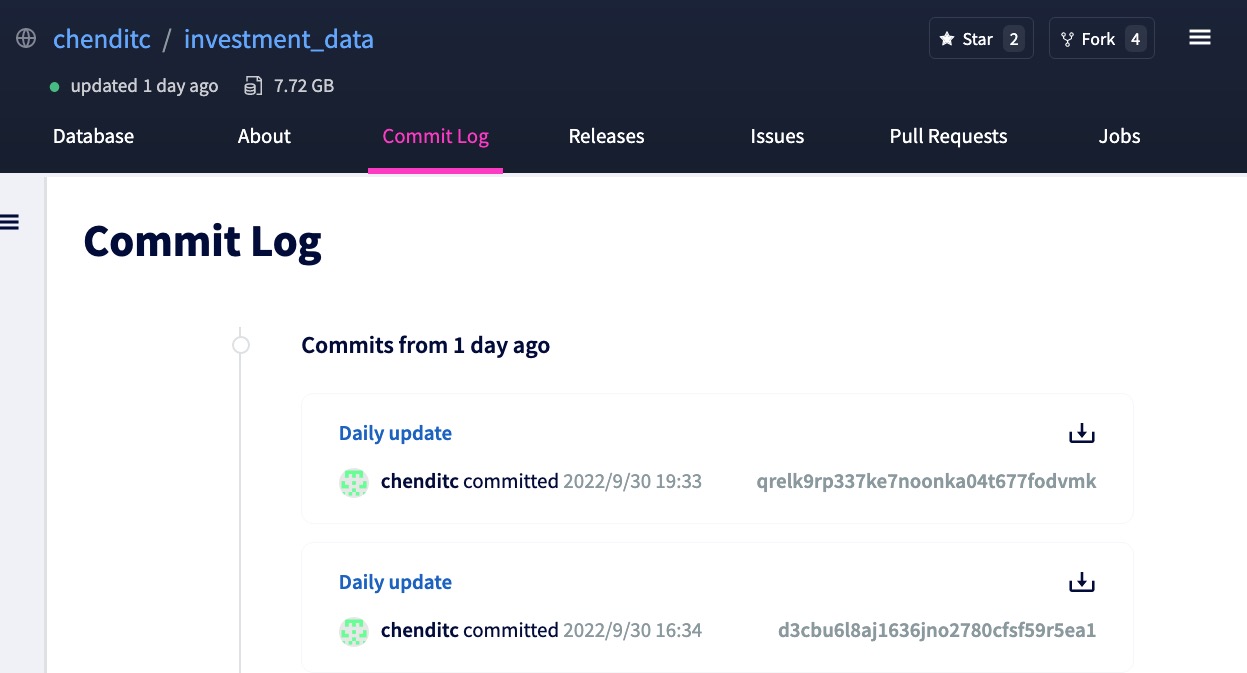 chenditc / investment_data
Star 2
Fork 4
updated 1 day ago
7.72 GB
Database About Commit Log Releases Issues Pull Requests Jobs
Commit Log
Commits from 1 day ago
Daily update
chenditc committed 2022/9/30 19:33 qrelk9rp337ke7noonka04t677fodvmk
Daily update
chenditc committed 2022/9/30 16:34 d3cbu6l8aj1636jno2780cfsf59r5ea1